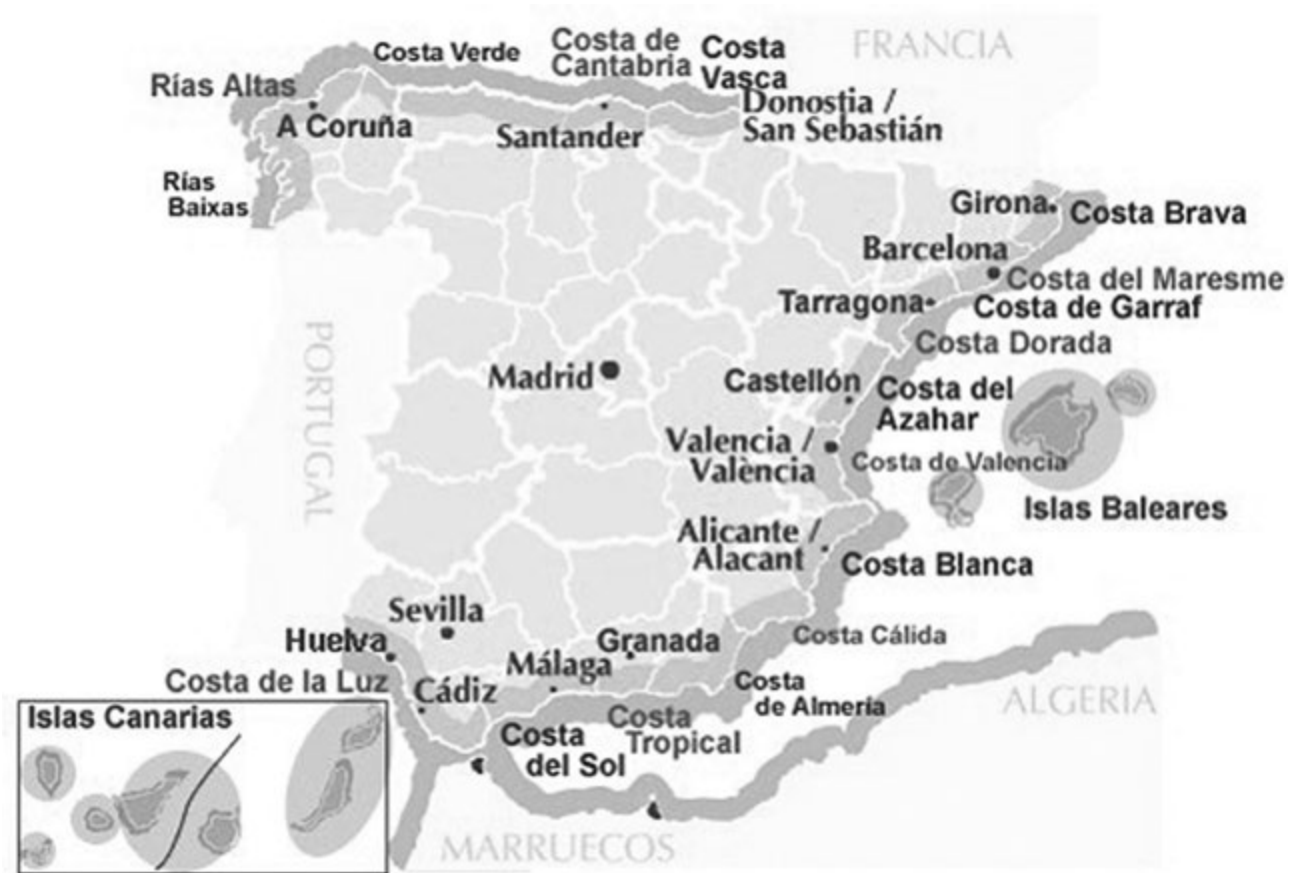 Costa Verde
Costa de
Cantabria
Costa
Vasca
FRANCIA
Rías Altas
A Coruña
Santander
Donostia /
San Sebastián
Rías
Baixas
Girona
Costa Brava
Barcelona
Costa del Maresme
Tarragona
Costa de Garraf
Costa Dorada
PORTUGAL
Madrid
Castellón
Costa del
Azahar
Valencia /
València
Costa de Valencia
Islas Baleares
Alicante /
Alacant
Costa Blanca
Sevilla
Huelva
Granada
Costa Cálida
Málaga
Costa de la Luz
Cádiz
Costa
de Almería
ALGERIA
Islas Canarias
Costa
Tropical
Costa
del Sol
MARRUECOS